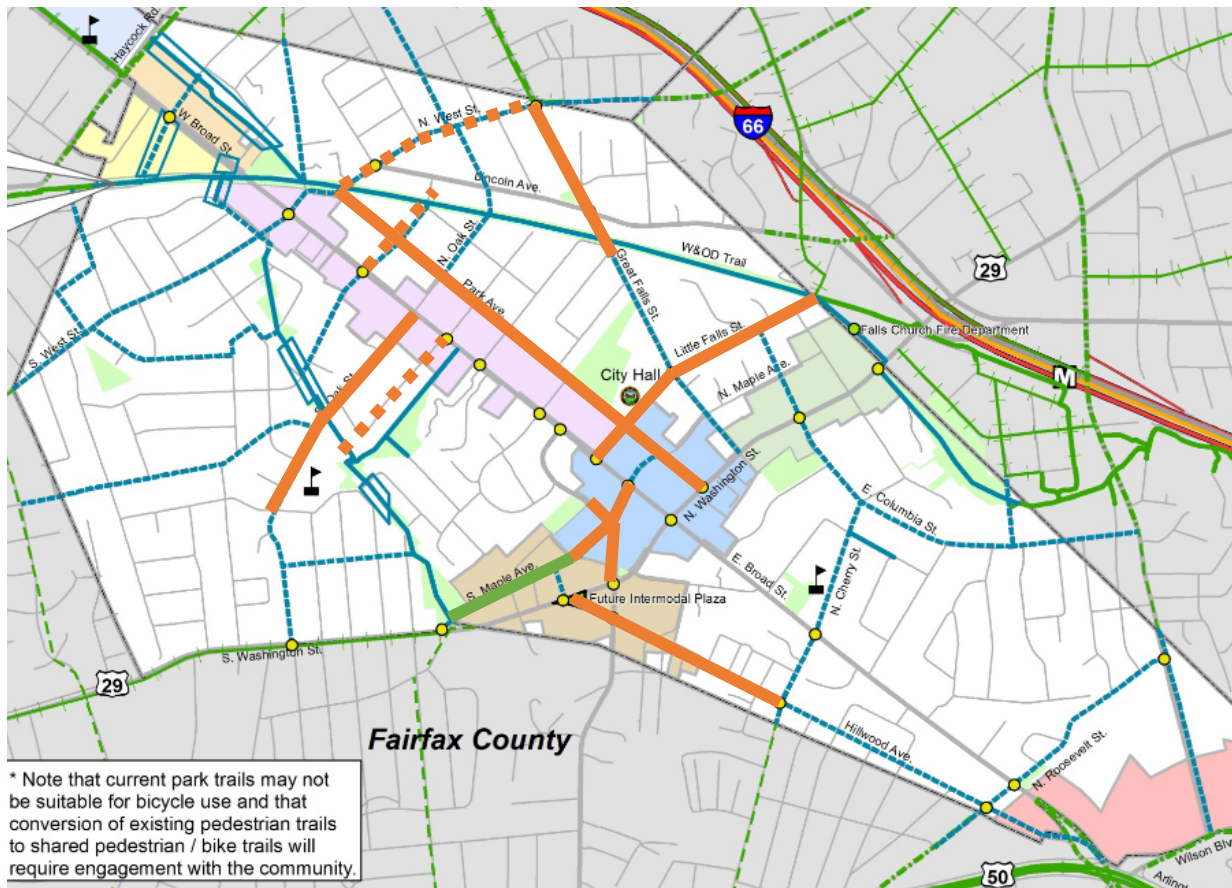 Haycock Rd.
W Broad St.
N. West St.
66
Lincoln Ave.
N. Oak St.
W&OD Trail
29
Park Ave.
Great Falls St.
Little Falls St.
Falls Church Fire Department
S. West St.
City Hall
N. Maple Ave.
M
S. Oak St.
N. Washington St.
E. Columbia St.
S. Maple Ave.
E. Broad St.
N. Cherry St.
Future Intermodal Plaza
S. Washington St.
29
Fairfax County
Hillwood Ave.
N. Roosevelt St.
* Note that current park trails may not
be suitable for bicycle use and that
conversion of existing pedestrian trails
to shared pedestrian / bike trails will
require engagement with the community.
Wilson Blv
50
Arling